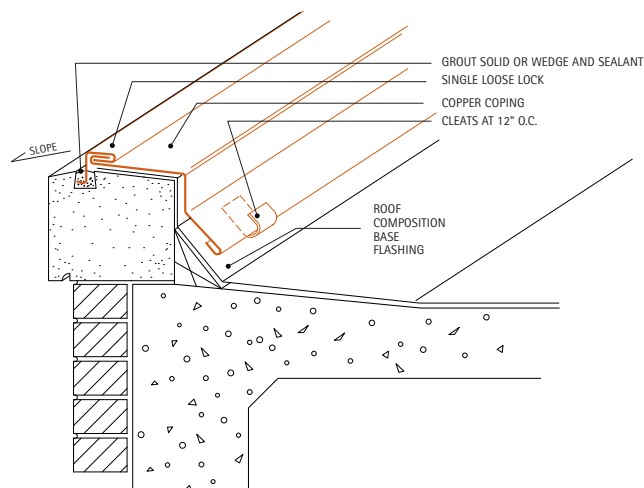 GROUT SOLID OR WEDGE AND SEALANT
SINGLE LOOSE LOCK
COPPER COPING
CLEATS AT 12" O.C.
SLOPE
ROOF
COMPOSITION
BASE
FLASHING